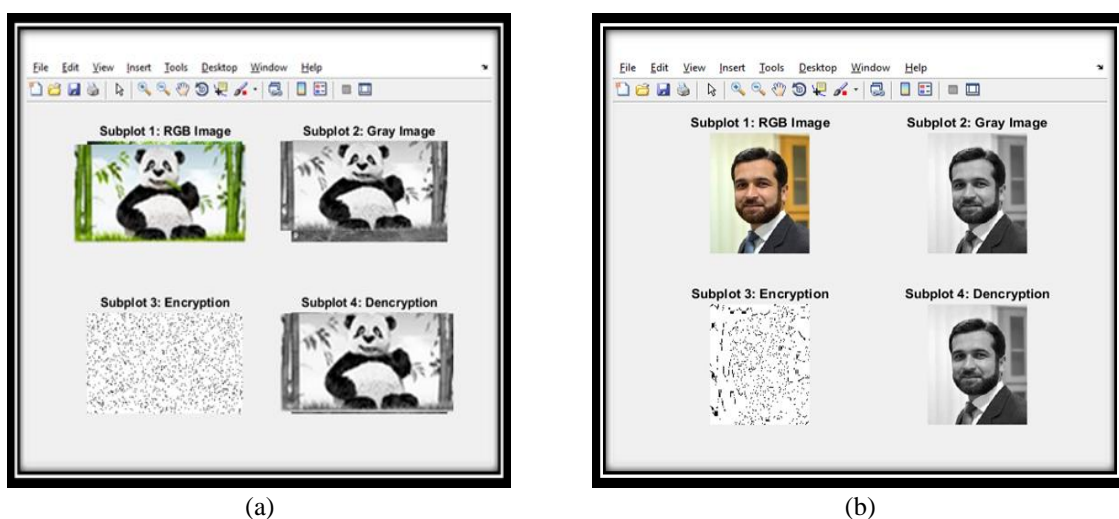 File Edit View Insert Tools Desktop Window Help
Subplot 1: RGB Image Subplot 2: Gray Image
Subplot 3: Encryption Subplot 4: Dencryption
(a)
File Edit View Insert Tools Desktop Window Help
Subplot 1: RGB Image Subplot 2: Gray Image
Subplot 3: Encryption Subplot 4: Dencryption
(b)